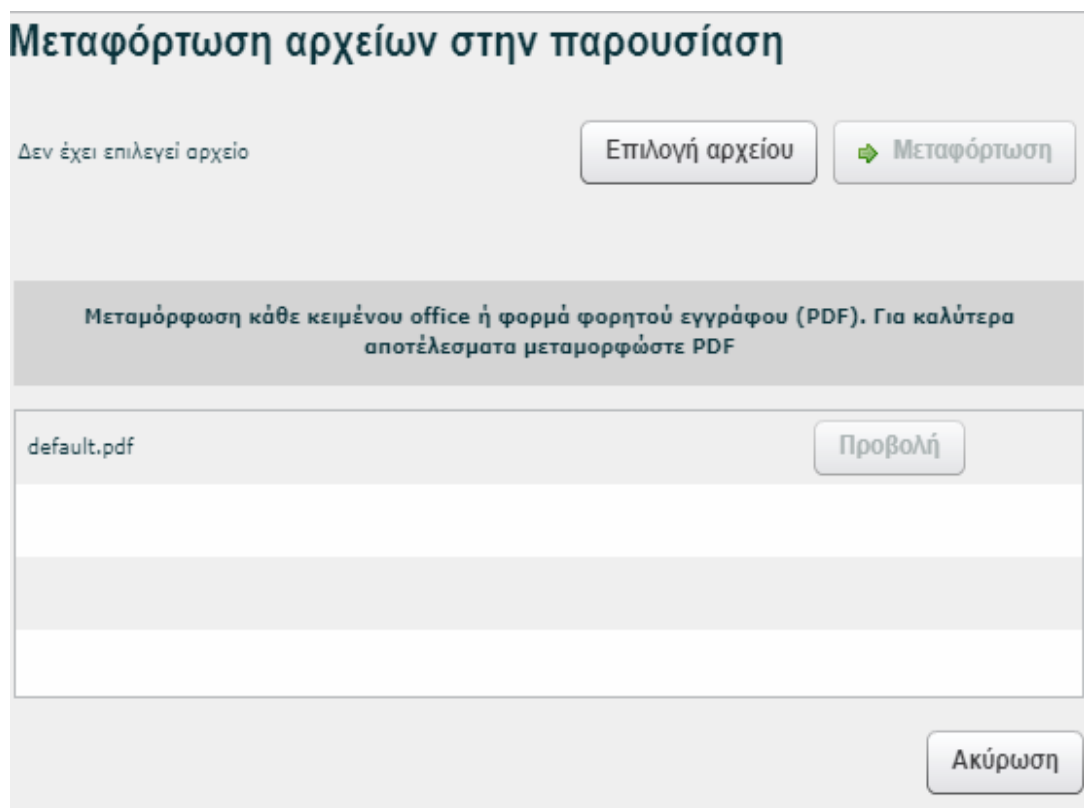 Μεταφόρτωση αρχείων στην παρουσίαση
Δεν έχει επιλεγεί αρχείο
Επιλογή αρχείου
Μεταφόρτωση
Μεταμόρφωση κάθε κειμένου office ή φορμά φορητού εγγράφου (PDF). Για καλύτερα
αποτέλεσματα μεταμορφώστε PDF
default.pdf
Προβολή
Ακύρωση